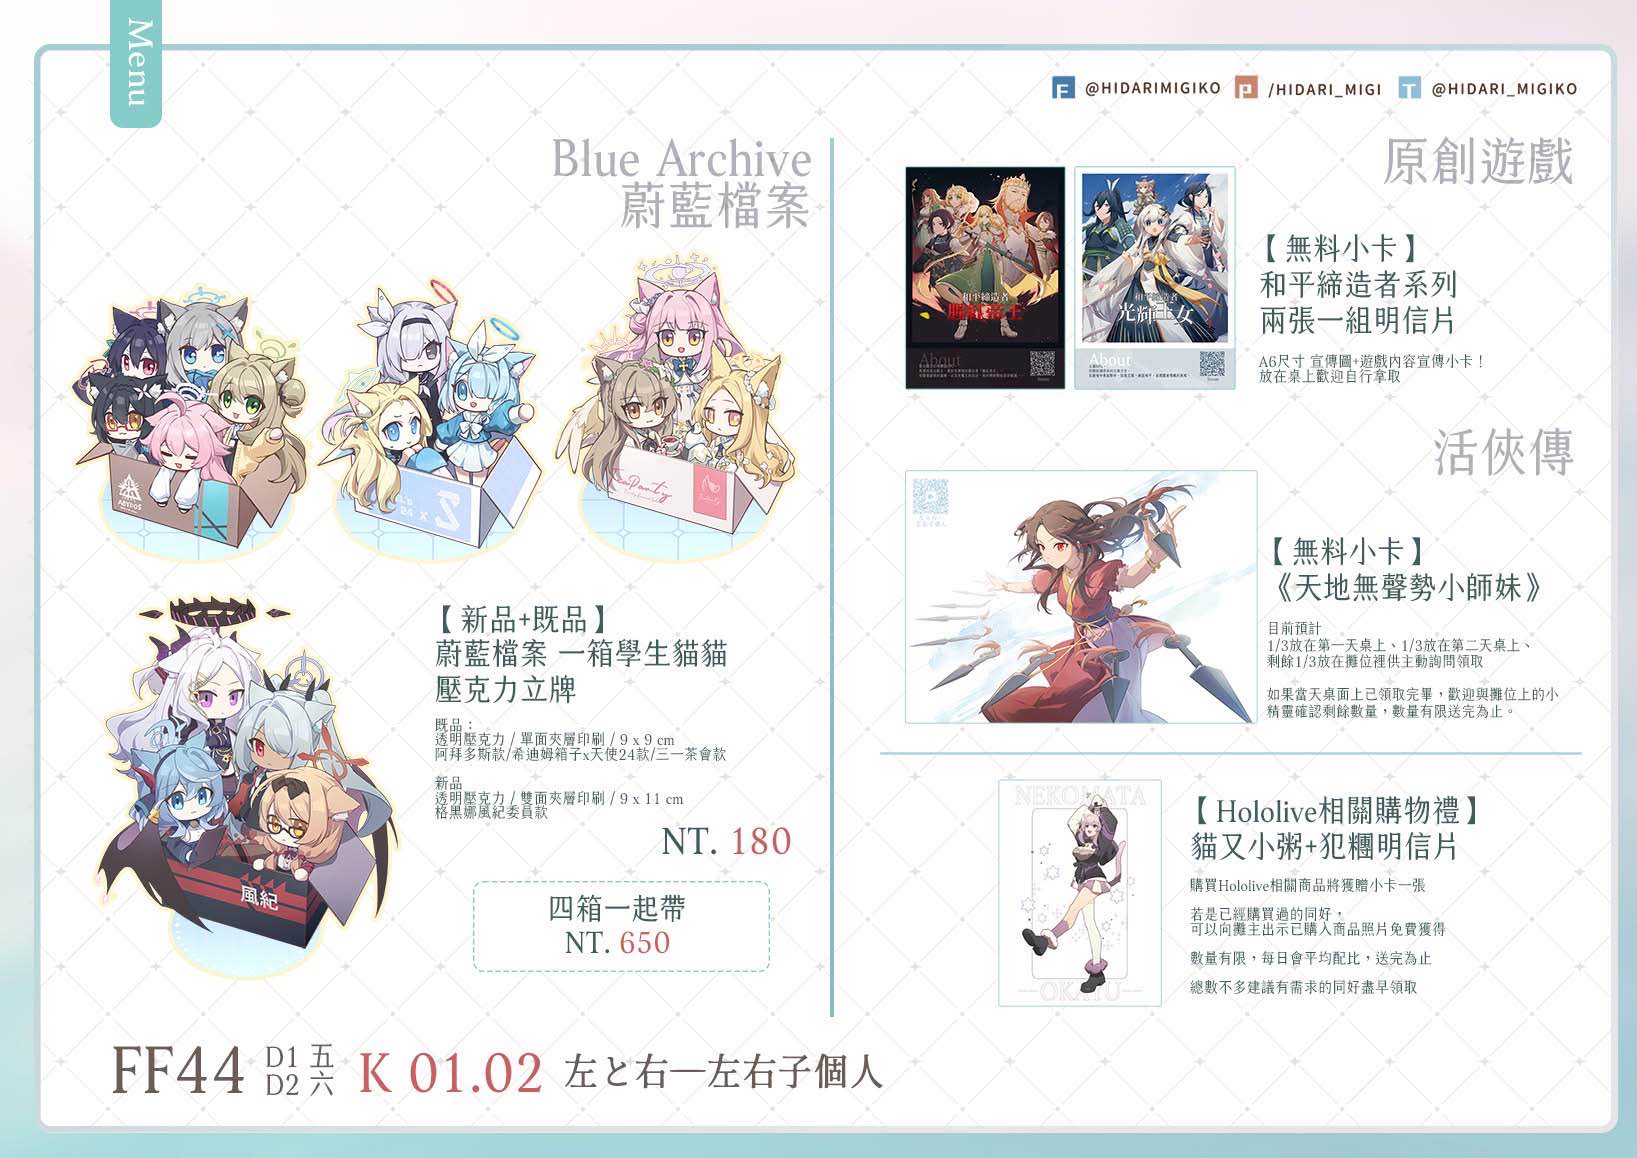 Menu
@HIDARIMIGIKO
/HIDARI_MIGI
@HIDARI_MIGIKO
Blue Archive
蔚藍檔案
ABYDOS
24 x
TeaParty
風紀
【新品+既品】
蔚藍檔案 一箱學生貓貓
壓克力立牌
既品：
透明壓克力 / 單面夾層印刷 / 9 x 9 cm
阿拜多斯款/希迪姆箱子x天使24款/三一茶會款
新品
透明壓克力 / 雙面夾層印刷 / 9 x 11 cm
格黑娜風紀委員款
NT. 180
四箱一起帶
NT. 650
原創遊戲
和平締造者
腥紅帝王
About
和平締造者
光輝王女
About
【無料小卡】
和平締造者系列
兩張一組明信片
A6尺寸 宣傳圖+遊戲內容宣傳小卡！
放在桌上歡迎自行拿取
活俠傳
【無料小卡】
《天地無聲勢小師妹》
目前預計
1/3放在第一天桌上、1/3放在第二天桌上、
剩餘1/3放在攤位裡供主動詢問領取
如果當天桌面上已領取完畢，歡迎與攤位上的小
精靈確認剩餘數量，數量有限送完為止。
NEKOMATA
OKAYU
【Hololive相關購物禮】
貓又小粥+犯糰明信片
購買Hololive相關商品將獲贈小卡一張
若是已經購買過的同好，
可以向攤主出示已購入商品照片免費獲得
數量有限，每日會平均配比，送完為止
總數不多建議有需求的同好盡早領取
FF44
D1 五
D2 六
K 01.02
左と右—左右子個人